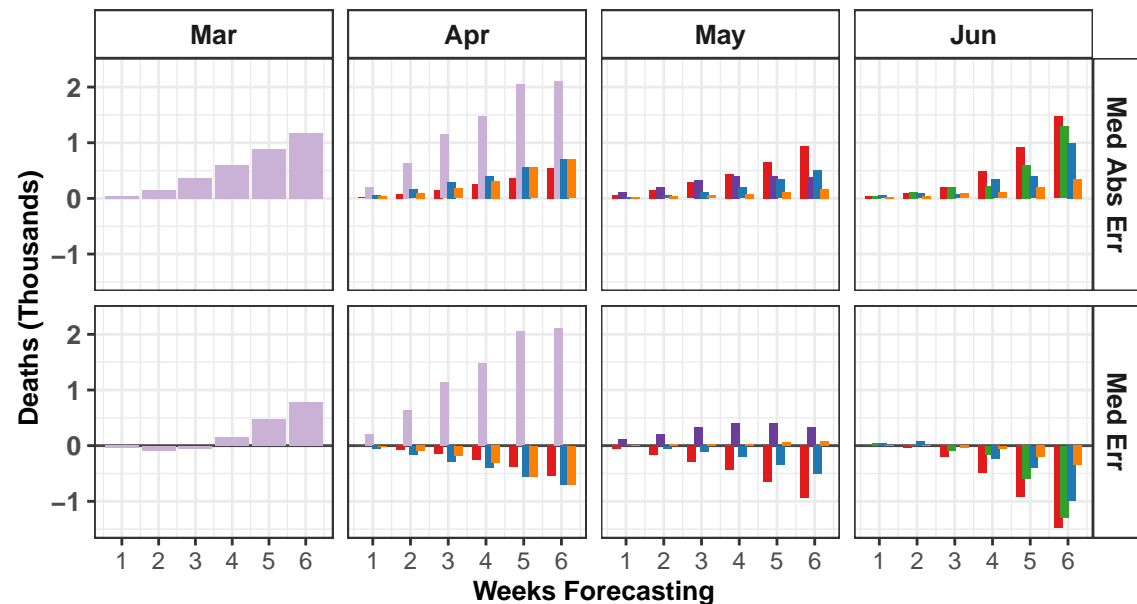 Mar Apr May Jun
2
1
0
−1
Med Abs Err
2
1
0
−1
Med Err
Deaths (Thousands)
1 2 3 4 5 6 1 2 3 4 5 6 1 2 3 4 5 6 1 2 3 4 5 6
Weeks Forecasting